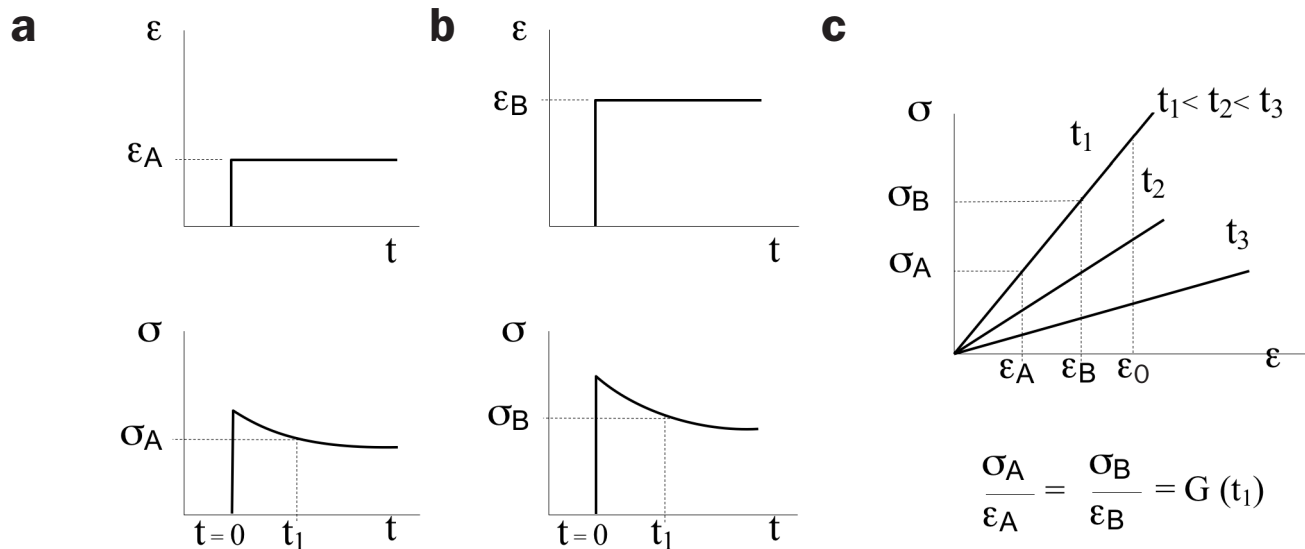 a
ε
εA
t
σ
σA
t = 0
t1
t
b
ε
εB
t
σ
σB
t = 0
t1
t
c
σ
t1 < t2 < t3
t1
t2
t3
σB
σA
εA
εB
ε0
ε
σA/εA = σB/εB = G (t1)